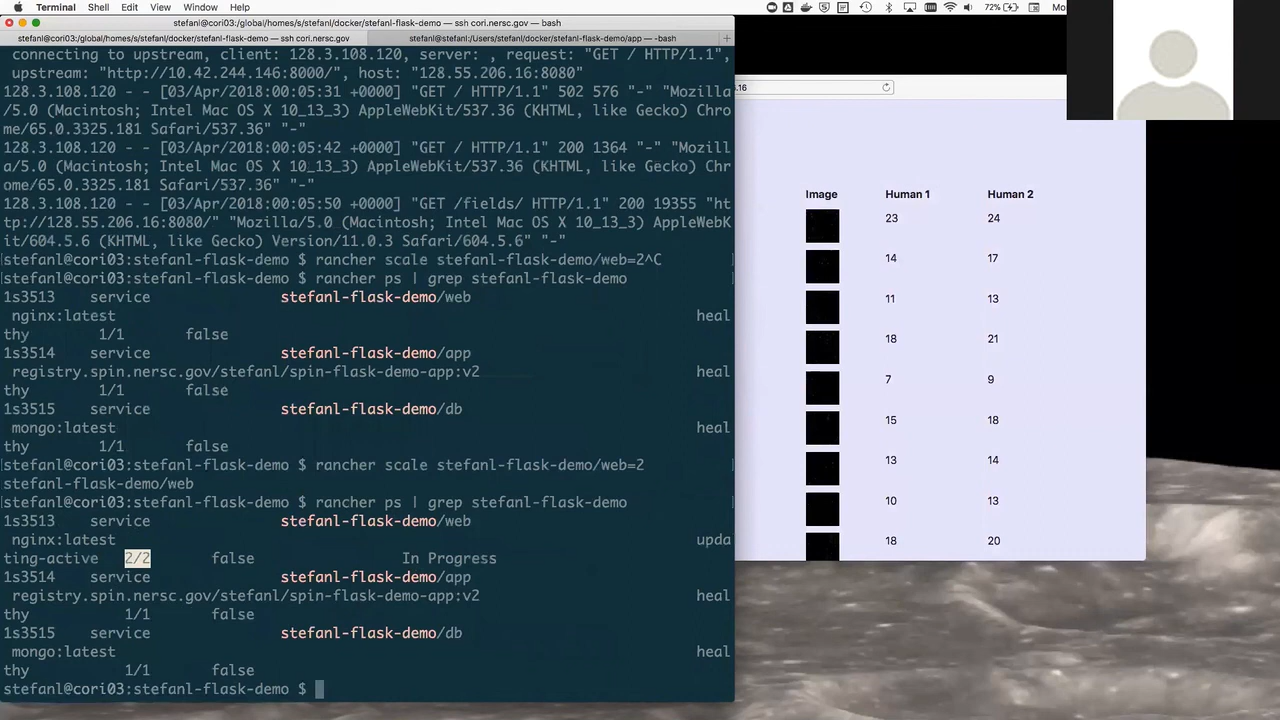 Terminal Shell Edit View Window Help
72%
Mo
stefanl@cori03:/global/homes/s/stefanl/docker/stefanl-flask-demo — ssh cori.nersc.gov — bash
stefanl@cori03:/global/homes/s/stefanl/docker/stefanl-flask-demo — ssh cori.nersc.gov
stefanl@stefanl:/Users/stefanl/docker/stefanl-flask-demo/app — -bash
+
connecting to upstream, client: 128.3.108.120, server: , request: "GET / HTTP/1.1",
upstream: "http://10.42.244.146:8000/", host: "128.55.206.16:8080"
128.3.108.120 - - [03/Apr/2018:00:05:31 +0000] "GET / HTTP/1.1" 502 576 "-" "Mozilla
/5.0 (Macintosh; Intel Mac OS X 10_13_3) AppleWebKit/537.36 (KHTML, like Gecko) Chro
me/65.0.3325.181 Safari/537.36" "-"
128.3.108.120 - - [03/Apr/2018:00:05:42 +0000] "GET / HTTP/1.1" 200 1364 "-" "Mozill
a/5.0 (Macintosh; Intel Mac OS X 10_13_3) AppleWebKit/537.36 (KHTML, like Gecko) Chr
ome/65.0.3325.181 Safari/537.36" "-"
128.3.108.120 - - [03/Apr/2018:00:05:50 +0000] "GET /fields/ HTTP/1.1" 200 19355 "ht
tp://128.55.206.16:8080/" "Mozilla/5.0 (Macintosh; Intel Mac OS X 10_13_3) AppleWebK
it/604.5.6 (KHTML, like Gecko) Version/11.0.3 Safari/604.5.6" "-"
[stefanl@cori03:stefanl-flask-demo $ rancher scale stefanl-flask-demo/web=2^C
[stefanl@cori03:stefanl-flask-demo $ rancher ps | grep stefanl-flask-demo ]
1s3513 service stefanl-flask-demo/web
nginx:latest heal
thy 1/1 false
1s3514 service stefanl-flask-demo/app
registry.spin.nersc.gov/stefanl/spin-flask-demo-app:v2 heal
thy 1/1 false
1s3515 service stefanl-flask-demo/db
mongo:latest heal
thy 1/1 false
[stefanl@cori03:stefanl-flask-demo $ rancher scale stefanl-flask-demo/web=2 ]
stefanl-flask-demo/web
[stefanl@cori03:stefanl-flask-demo $ rancher ps | grep stefanl-flask-demo ]
1s3513 service stefanl-flask-demo/web
nginx:latest upda
ting-active 2/2 false In Progress
1s3514 service stefanl-flask-demo/app
registry.spin.nersc.gov/stefanl/spin-flask-demo-app:v2 heal
thy 1/1 false
1s3515 service stefanl-flask-demo/db
mongo:latest heal
thy 1/1 false
stefanl@cori03:stefanl-flask-demo $
.16
Image Human 1 Human 2
23 24
14 17
11 13
18 21
7 9
15 18
13 14
10 13
18 20